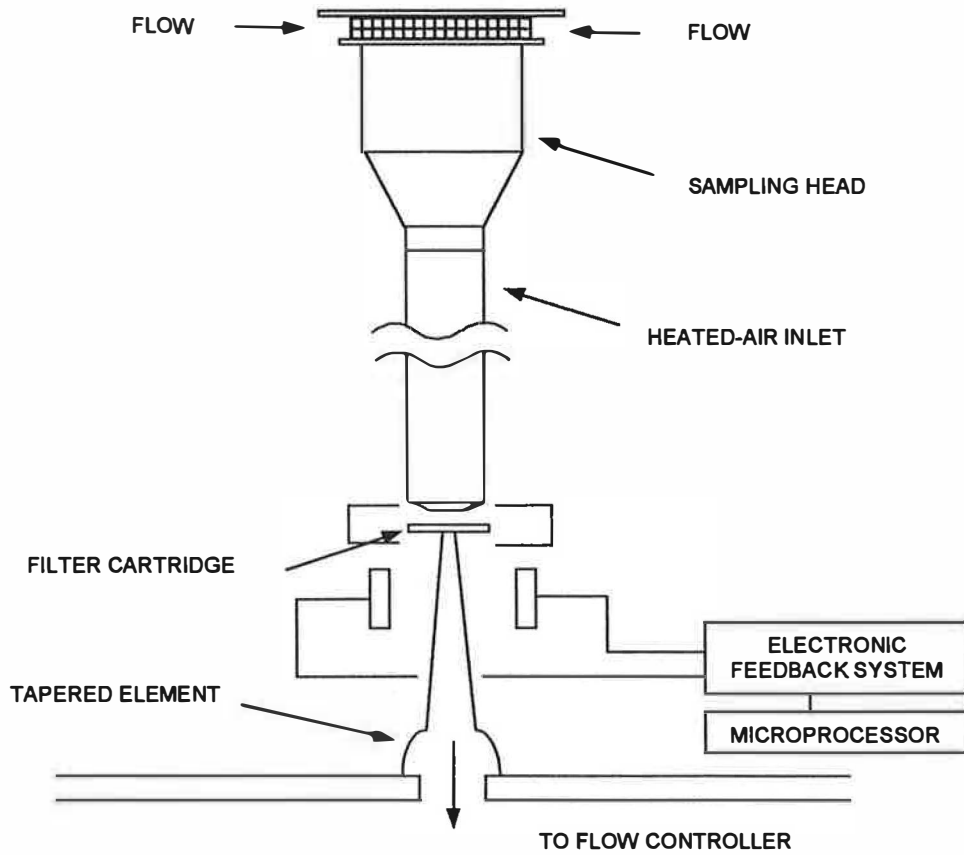 FLOW
FLOW
SAMPLING HEAD
HEATED-AIR INLET
FILTER CARTRIDGE
ELECTRONIC
FEEDBACK SYSTEM
TAPERED ELEMENT
MICROPROCESSOR
TO FLOW CONTROLLER